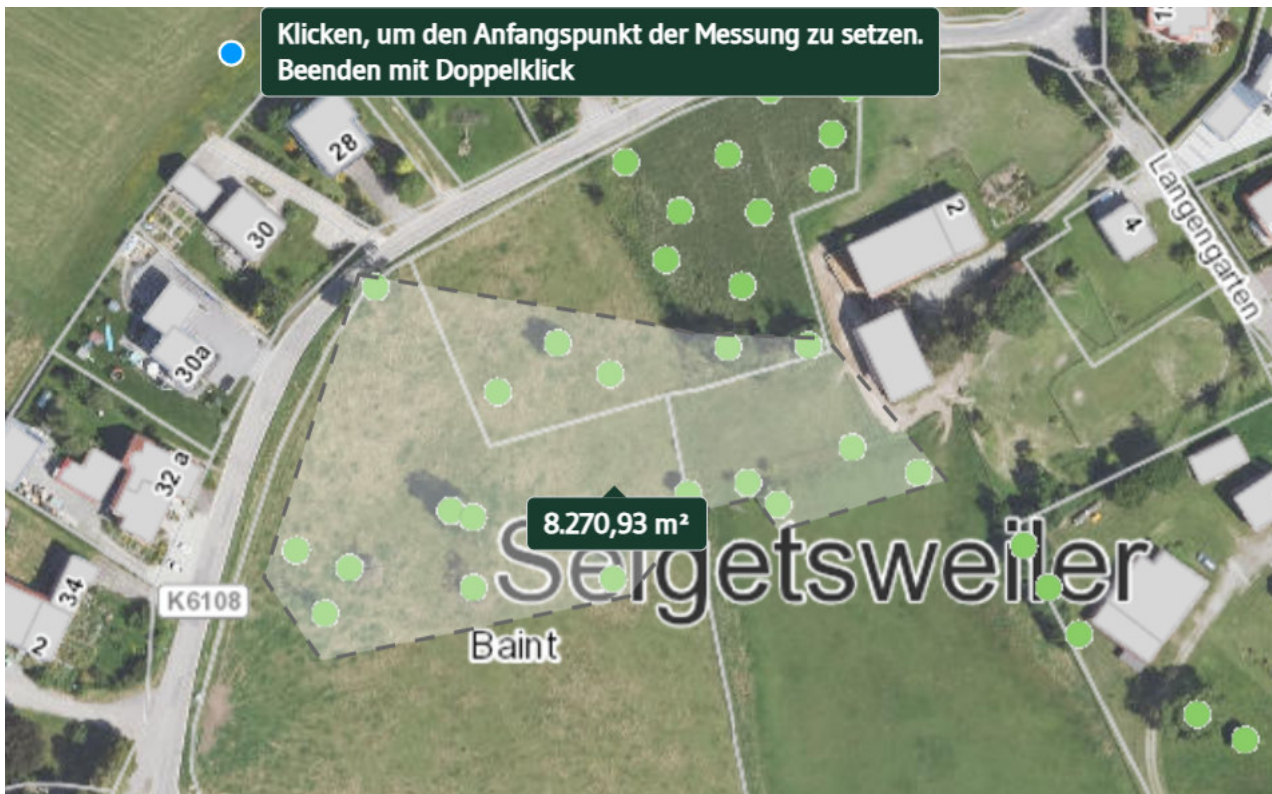 Klicken, um den Anfangspunkt der Messung zu setzen.
Beenden mit Doppelklick
28
2
Langengarten
4
30
30a
32 a
8.270,93 m²
Seigetsweiler
34
K6108
2
Baint